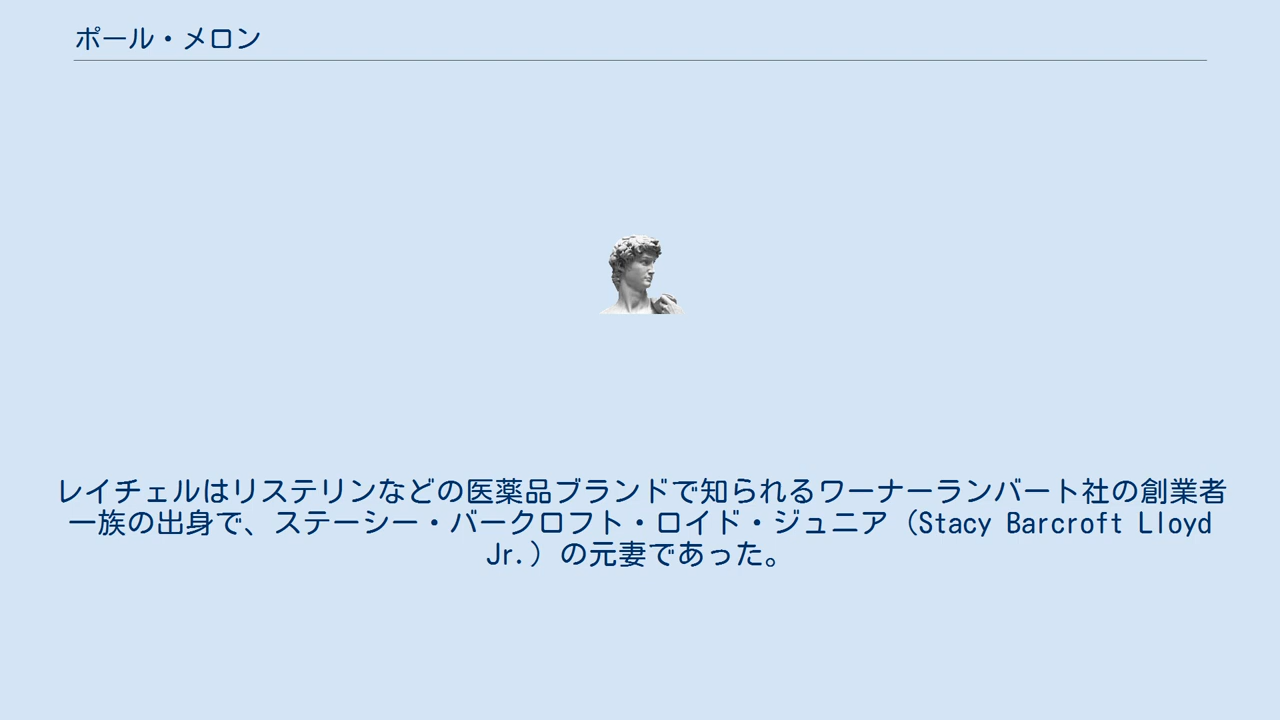 ポール・メロン
レイチェルはリステリンなどの医薬品ブランドで知られるワーナーランバート社の創業者
一族の出身で、ステーシー・バークロフト・ロイド・ジュニア（Stacy Barcroft Lloyd
Jr.）の元妻であった。